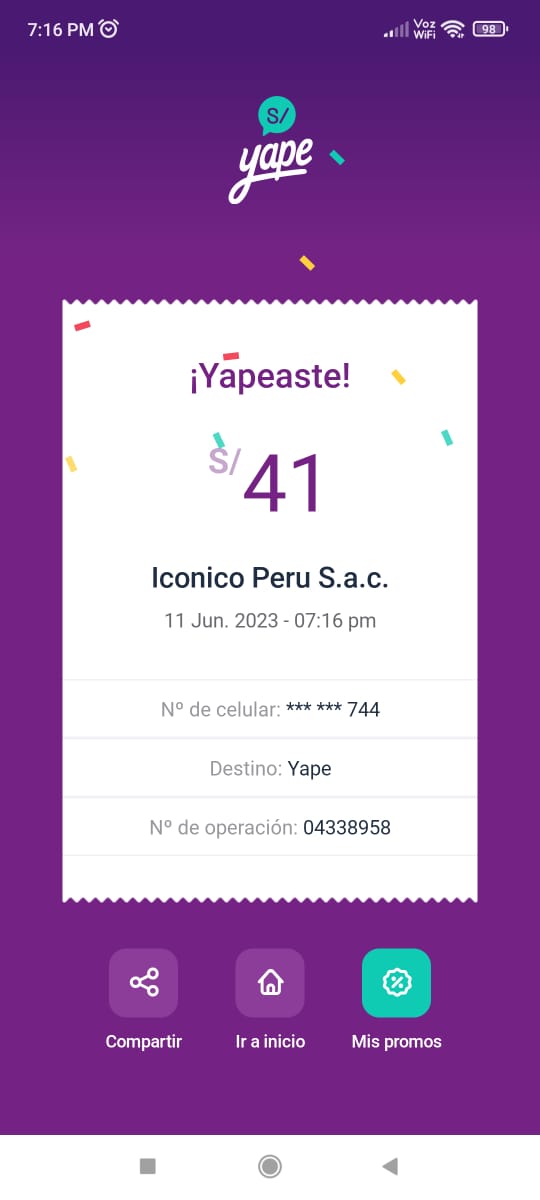 7:16 PM
Voz
WiFi
98
S/
yape
¡Yapeaste!
S/ 41
Iconico Peru S.a.c.
11 Jun. 2023 - 07:16 pm
Nº de celular: *** *** 744
Destino: Yape
Nº de operación: 04338958
Compartir
Ir a inicio
Mis promos